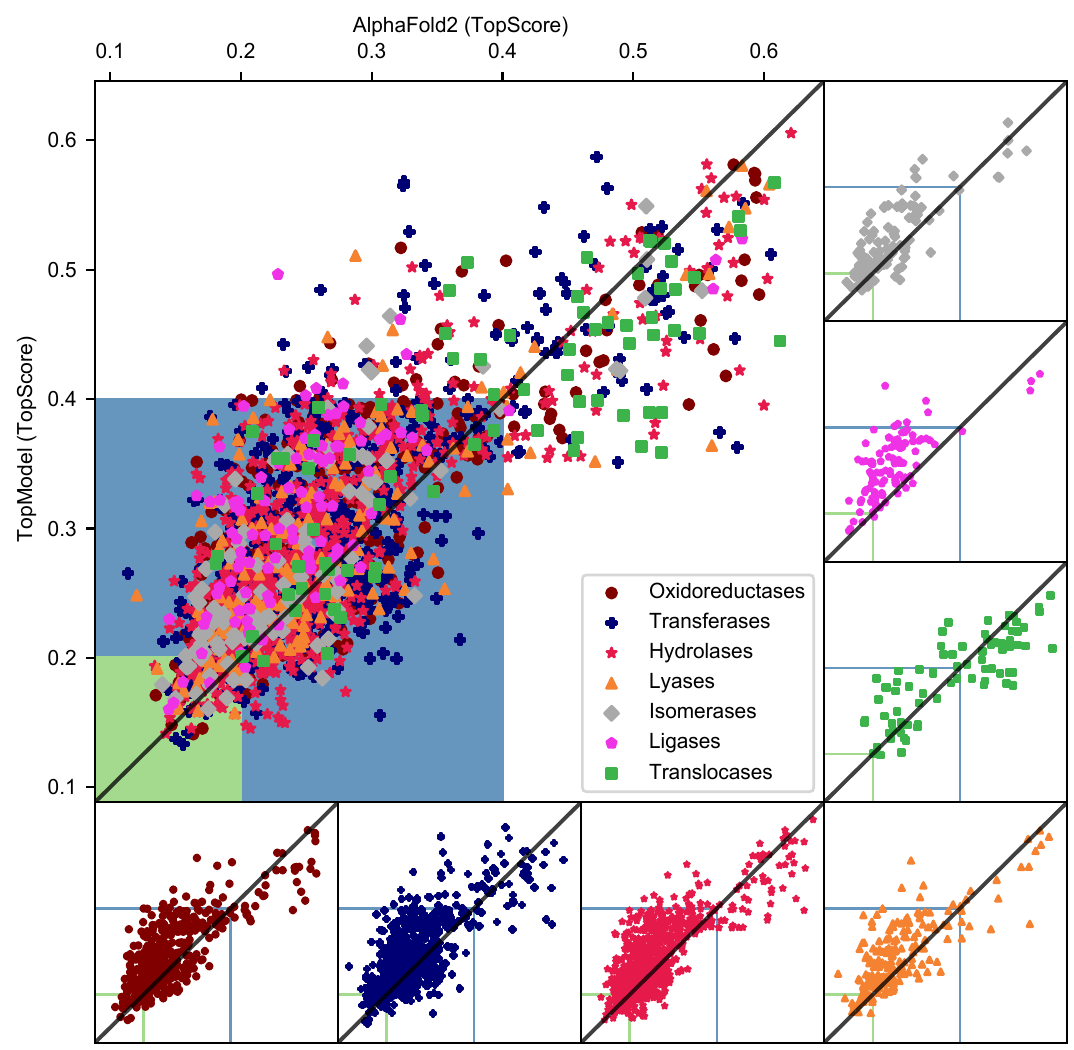 AlphaFold2 (TopScore)
0.1 0.2 0.3 0.4 0.5 0.6
TopModel (TopScore)
0.6
0.5
0.4
0.3
0.2
0.1
Oxidoreductases
Transferases
Hydrolases
Lyases
Isomerases
Ligases
Translocases